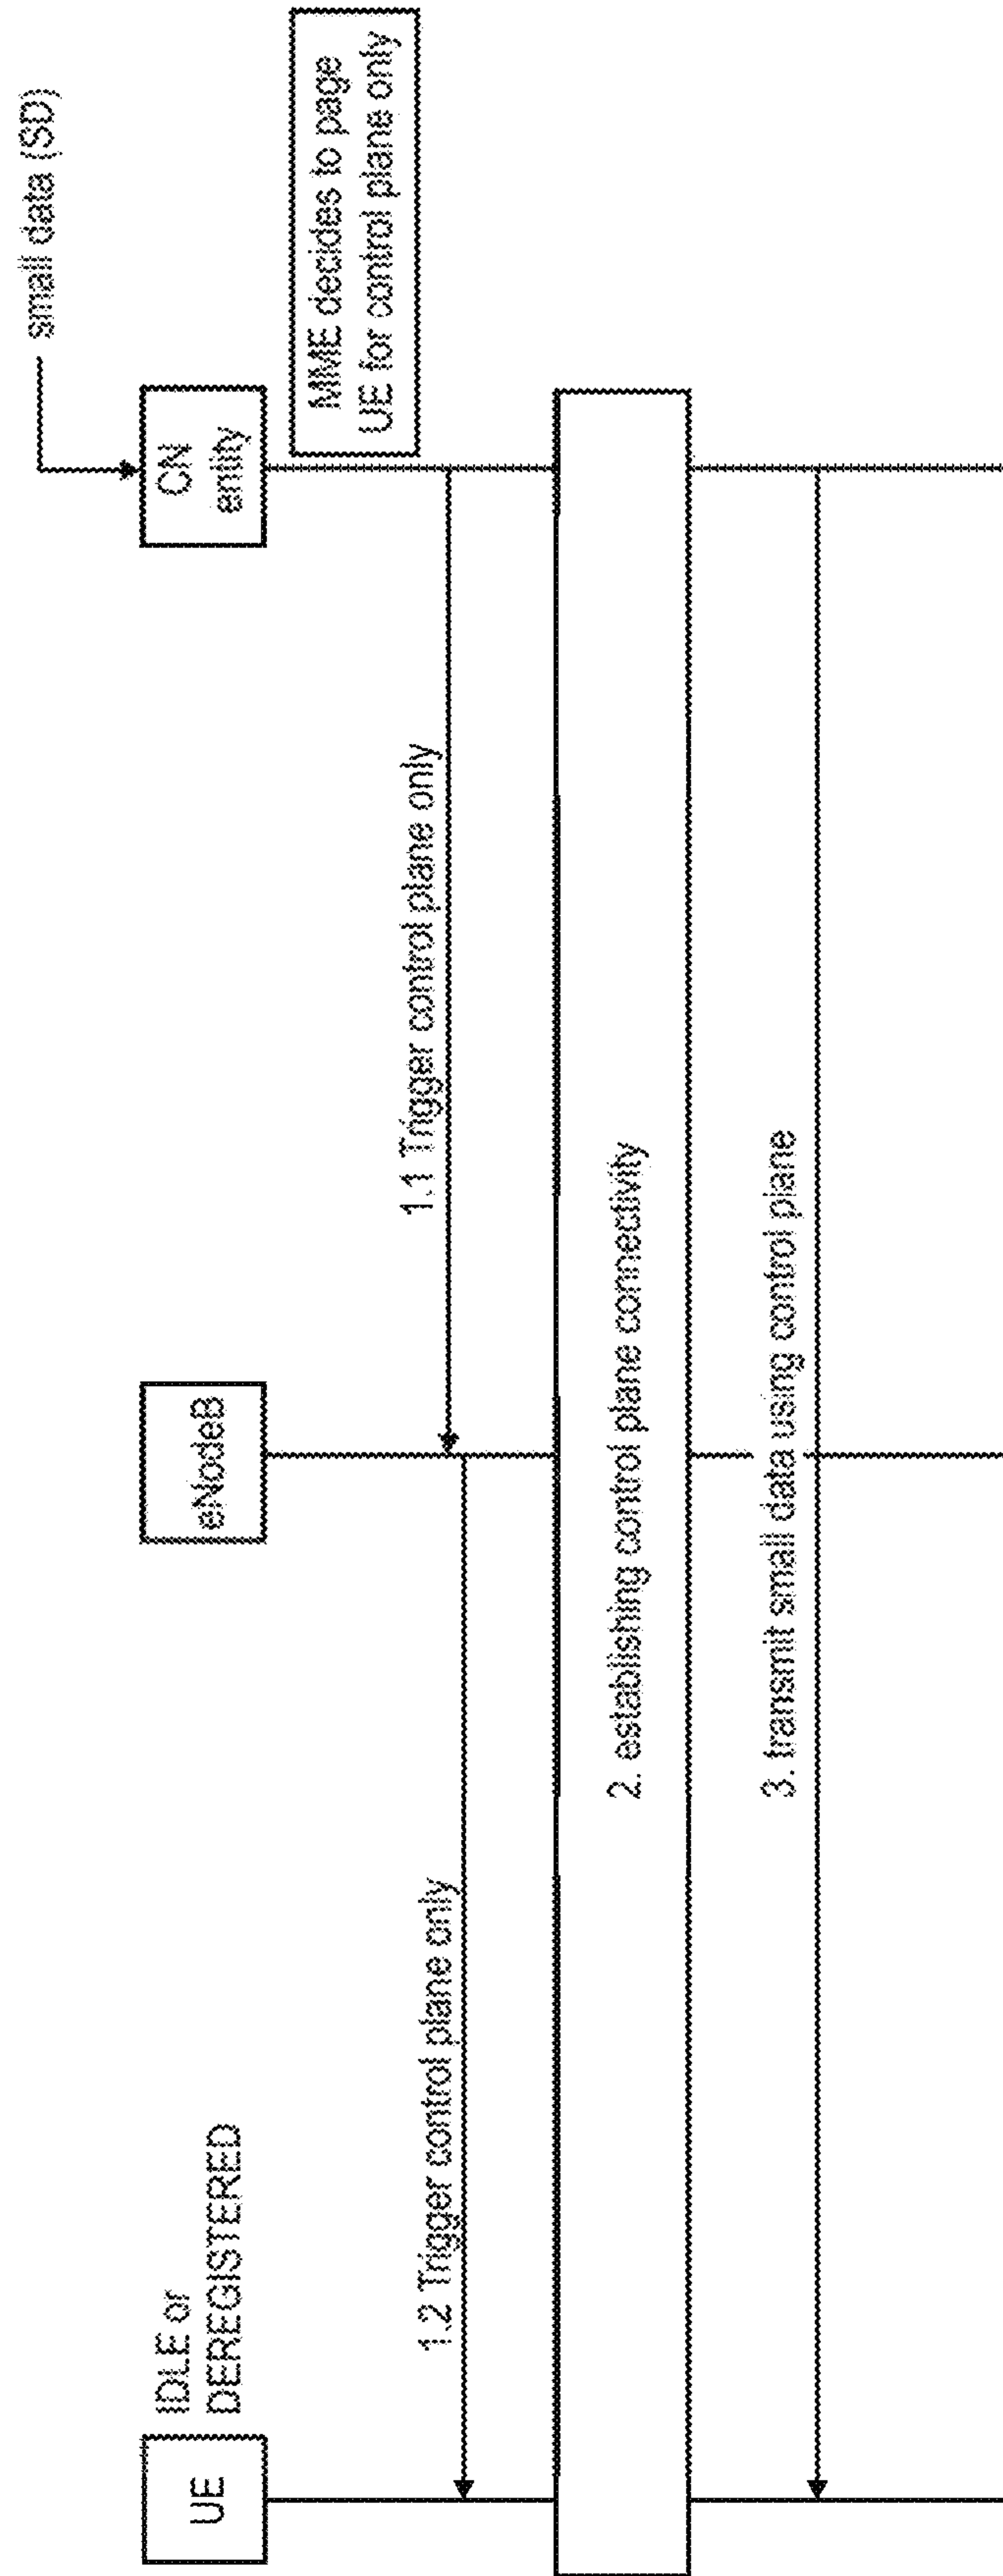 small data (SD)
UE
IDLE or
DEREGISTERED
eNodeB
CN
entity
MME decides to page
UE for control plane only
1.1 Trigger control plane only
1.2 Trigger control plane only
2. establishing control plane connectivity
3. transmit small data using control plane